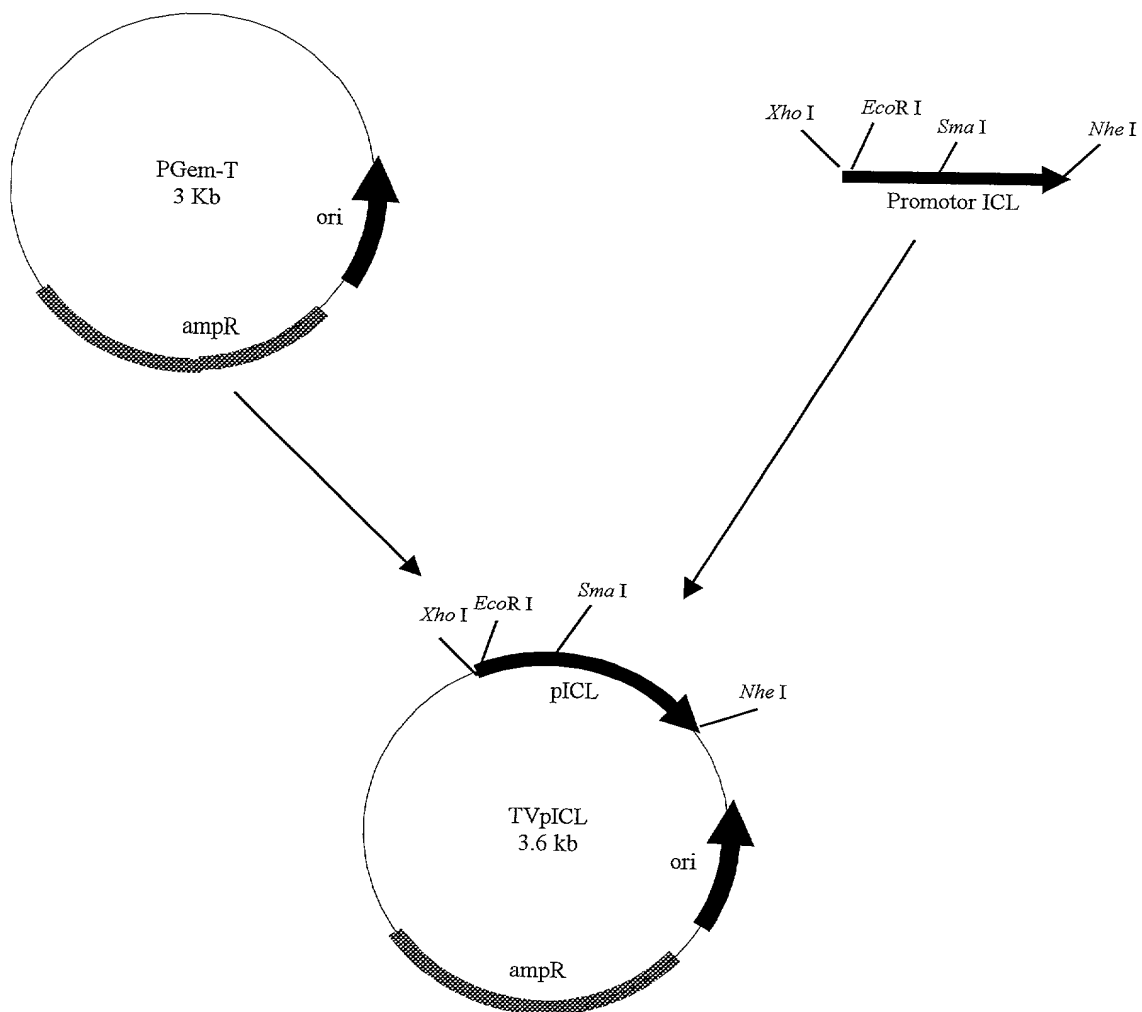 PGem-T
3 Kb
ori
ampR
Xho I
EcoR I
Sma I
Nhe I
Promotor ICL
Xho I
EcoR I
Sma I
pICL
Nhe I
TVpICL
3.6 kb
ori
ampR